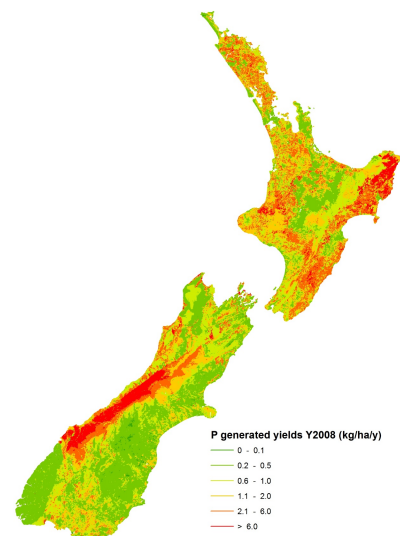 P generated yields Y2008 (kg/ha/y)
0 - 0.1
0.2 - 0.5
0.6 - 1.0
1.1 - 2.0
2.1 - 6.0
> 6.0